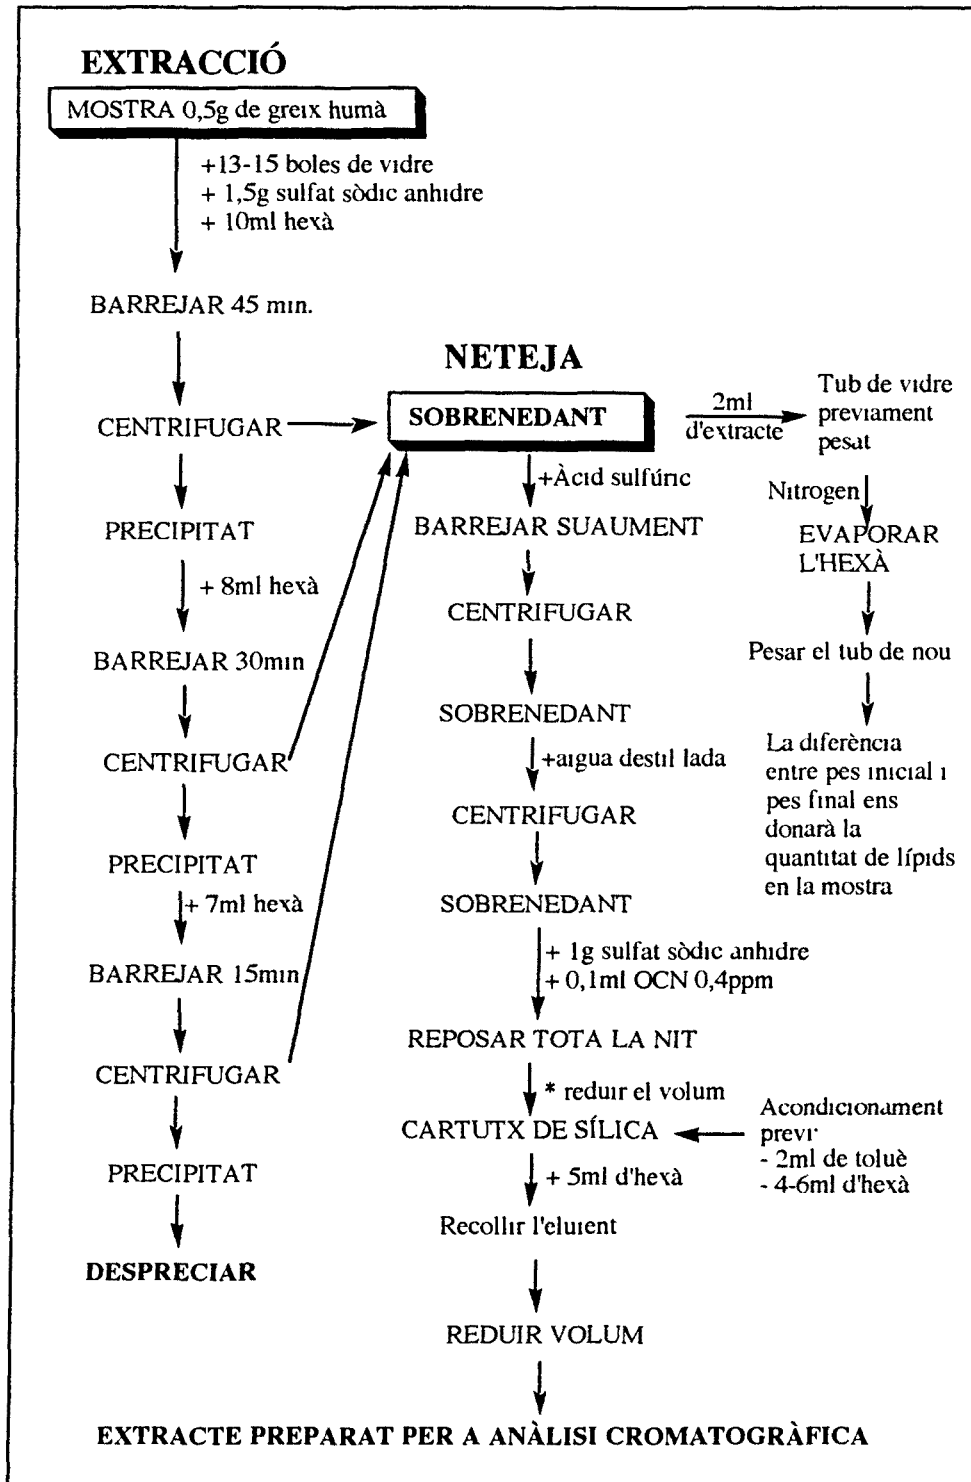 EXTRACCIÓ
MOSTRA 0,5g de greix humà
+13-15 boles de vidre
+ 1,5g sulfat sòdic anhidre
+ 10ml hexà
BARREJAR 45 min.
CENTRIFUGAR
PRECIPITAT
+ 8ml hexà
BARREJAR 30min
CENTRIFUGAR
PRECIPITAT
+ 7ml hexà
BARREJAR 15min
CENTRIFUGAR
PRECIPITAT
DESPRECIAR
NETEJA
SOBRENEDANT
+Àcid sulfúric
BARREJAR SUAUMENT
CENTRIFUGAR
SOBRENEDANT
+aigua destil lada
CENTRIFUGAR
SOBRENEDANT
+ 1g sulfat sòdic anhidre
+ 0,1ml OCN 0,4ppm
REPOSAR TOTA LA NIT
* reduir el volum
CARTUTX DE SÍLICA
+ 5ml d'hexà
Recollir l'eluient
REDUIR VOLUM
EXTRACTE PREPARAT PER A ANÀLISI CROMATOGRÀFICA
2ml
d'extracte
Tub de vidre
previament
pesat
Nitrogen
EVAPORAR
L'HEXÀ
Pesar el tub de nou
La diferència
entre pes inicial i
pes final ens
donarà la
quantitat de lípids
en la mostra
Acondicionament
previ
- 2ml de toluè
- 4-6ml d'hexà